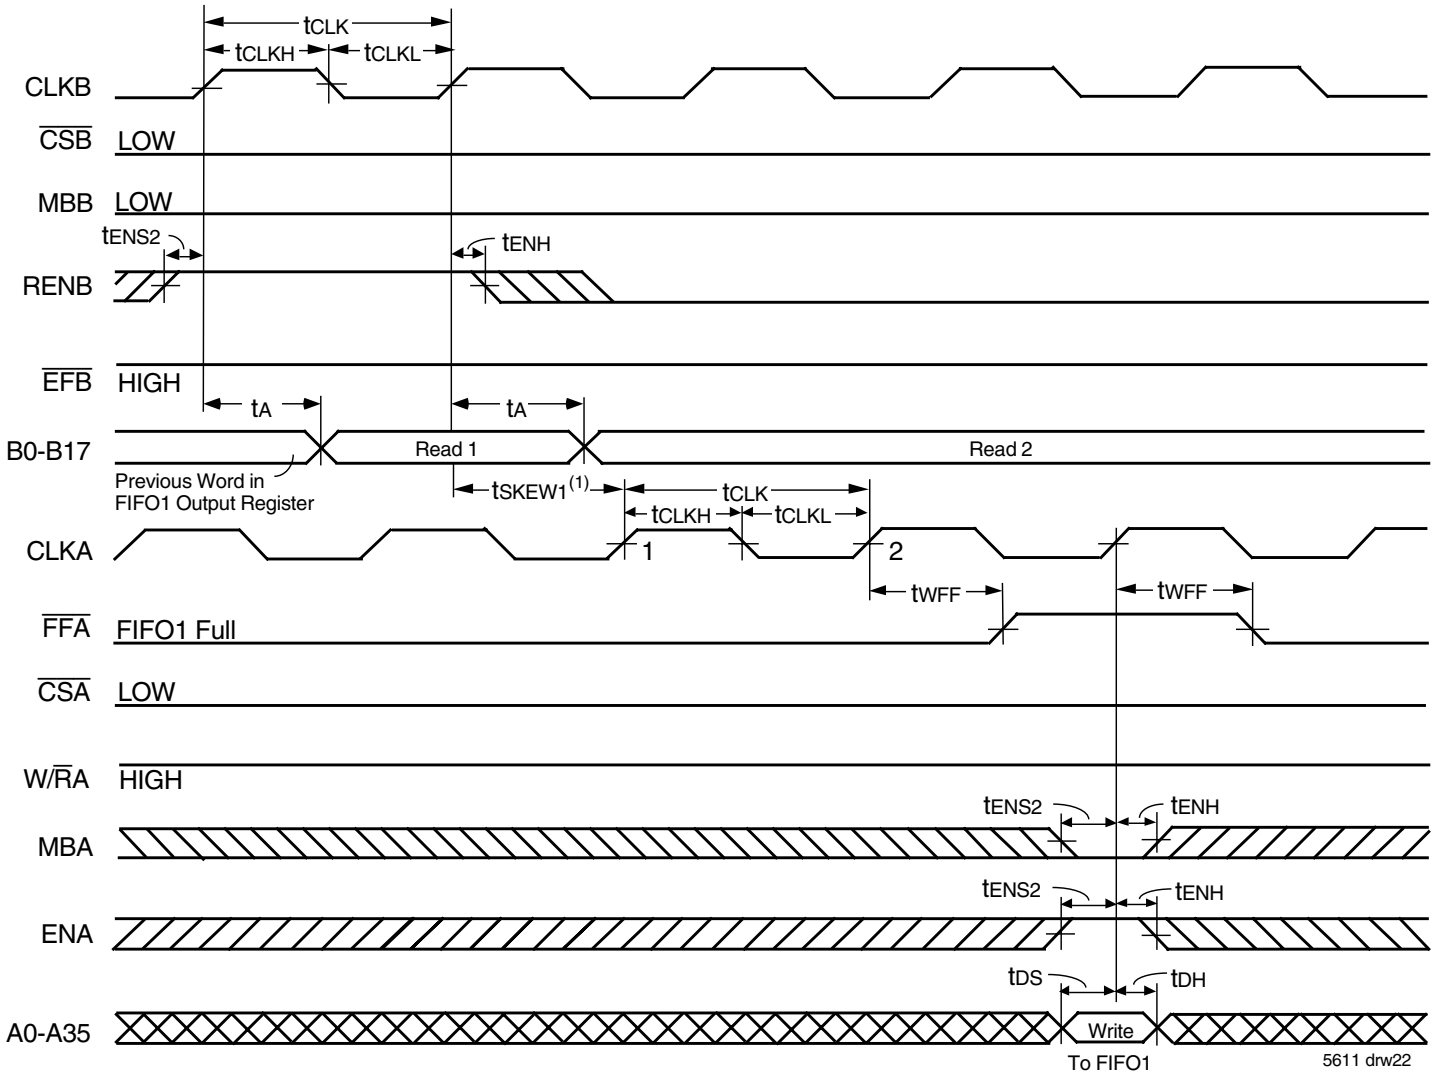 tCLK
tCLKH tCLKL
CLKB
CSB LOW
MBB LOW
tENS2 tENH
RENB
EFB HIGH
tA tA
B0-B17 Read 1 Read 2
Previous Word in
FIFO1 Output Register
tSKEW1(1) tCLK
tCLKH tCLKL
CLKA 1 2
tWFF tWFF
FFA FIFO1 Full
CSA LOW
W/RA HIGH
tENS2 tENH
MBA
tENS2 tENH
ENA
tDS tDH
A0-A35 Write
To FIFO1 5611 drw22